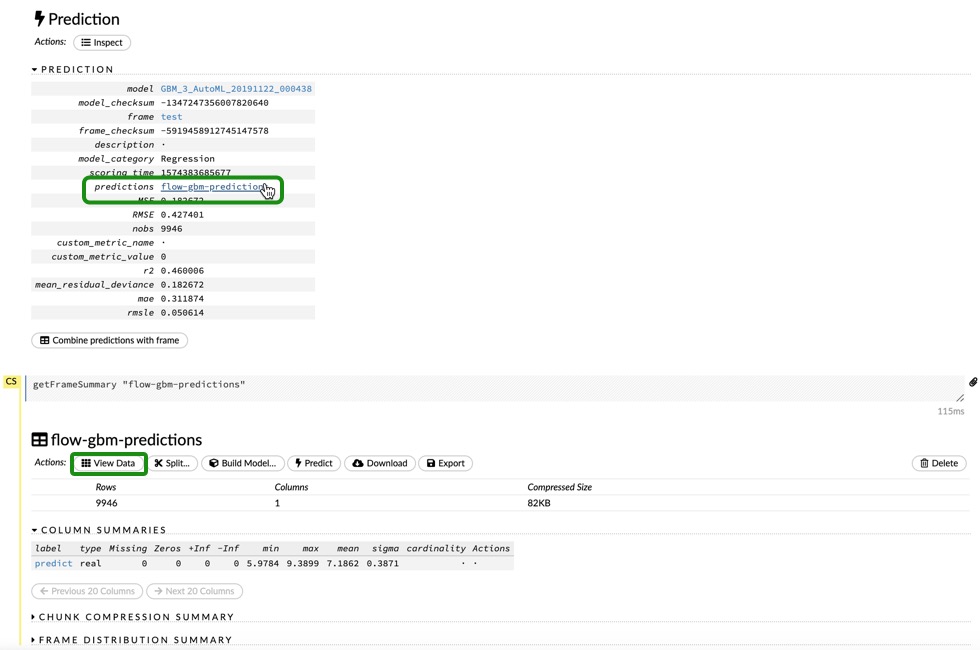 Prediction
Actions: Inspect
PREDICTION
model GBM_3_AutoML_20191122_000438
model_checksum -1347247356007820640
frame test
frame_checksum -5919458912745147578
description ·
model_category Regression
scoring_time 1574383685677
predictions flow-gbm-prediction
MSE 0.182672
RMSE 0.427401
nobs 9946
custom_metric_name ·
custom_metric_value 0
r2 0.460006
mean_residual_deviance 0.182672
mae 0.311874
rmsle 0.050614
Combine predictions with frame
CS
getFrameSummary "flow-gbm-predictions"
115ms
flow-gbm-predictions
Actions: View Data Split... Build Model... Predict Download Export Delete
Rows Columns Compressed Size
9946 1 82KB
COLUMN SUMMARIES
label type Missing Zeros +Inf -Inf min max mean sigma cardinality Actions
predict real 0 0 0 0 5.9784 9.3899 7.1862 0.3871 · ·
Previous 20 Columns Next 20 Columns
CHUNK COMPRESSION SUMMARY
FRAME DISTRIBUTION SUMMARY